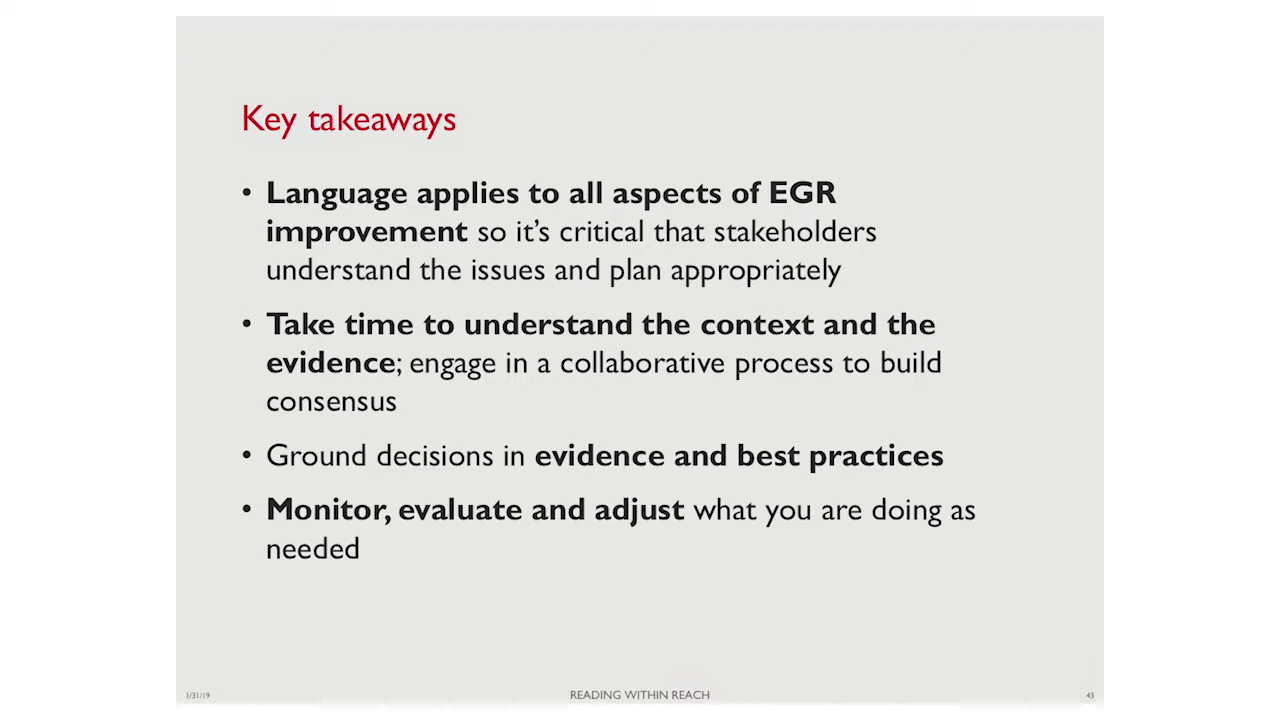 Key takeaways
• Language applies to all aspects of EGR
improvement so it’s critical that stakeholders
understand the issues and plan appropriately
• Take time to understand the context and the
evidence; engage in a collaborative process to build
consensus
• Ground decisions in evidence and best practices
• Monitor, evaluate and adjust what you are doing as
needed
1/31/19
READING WITHIN REACH
43